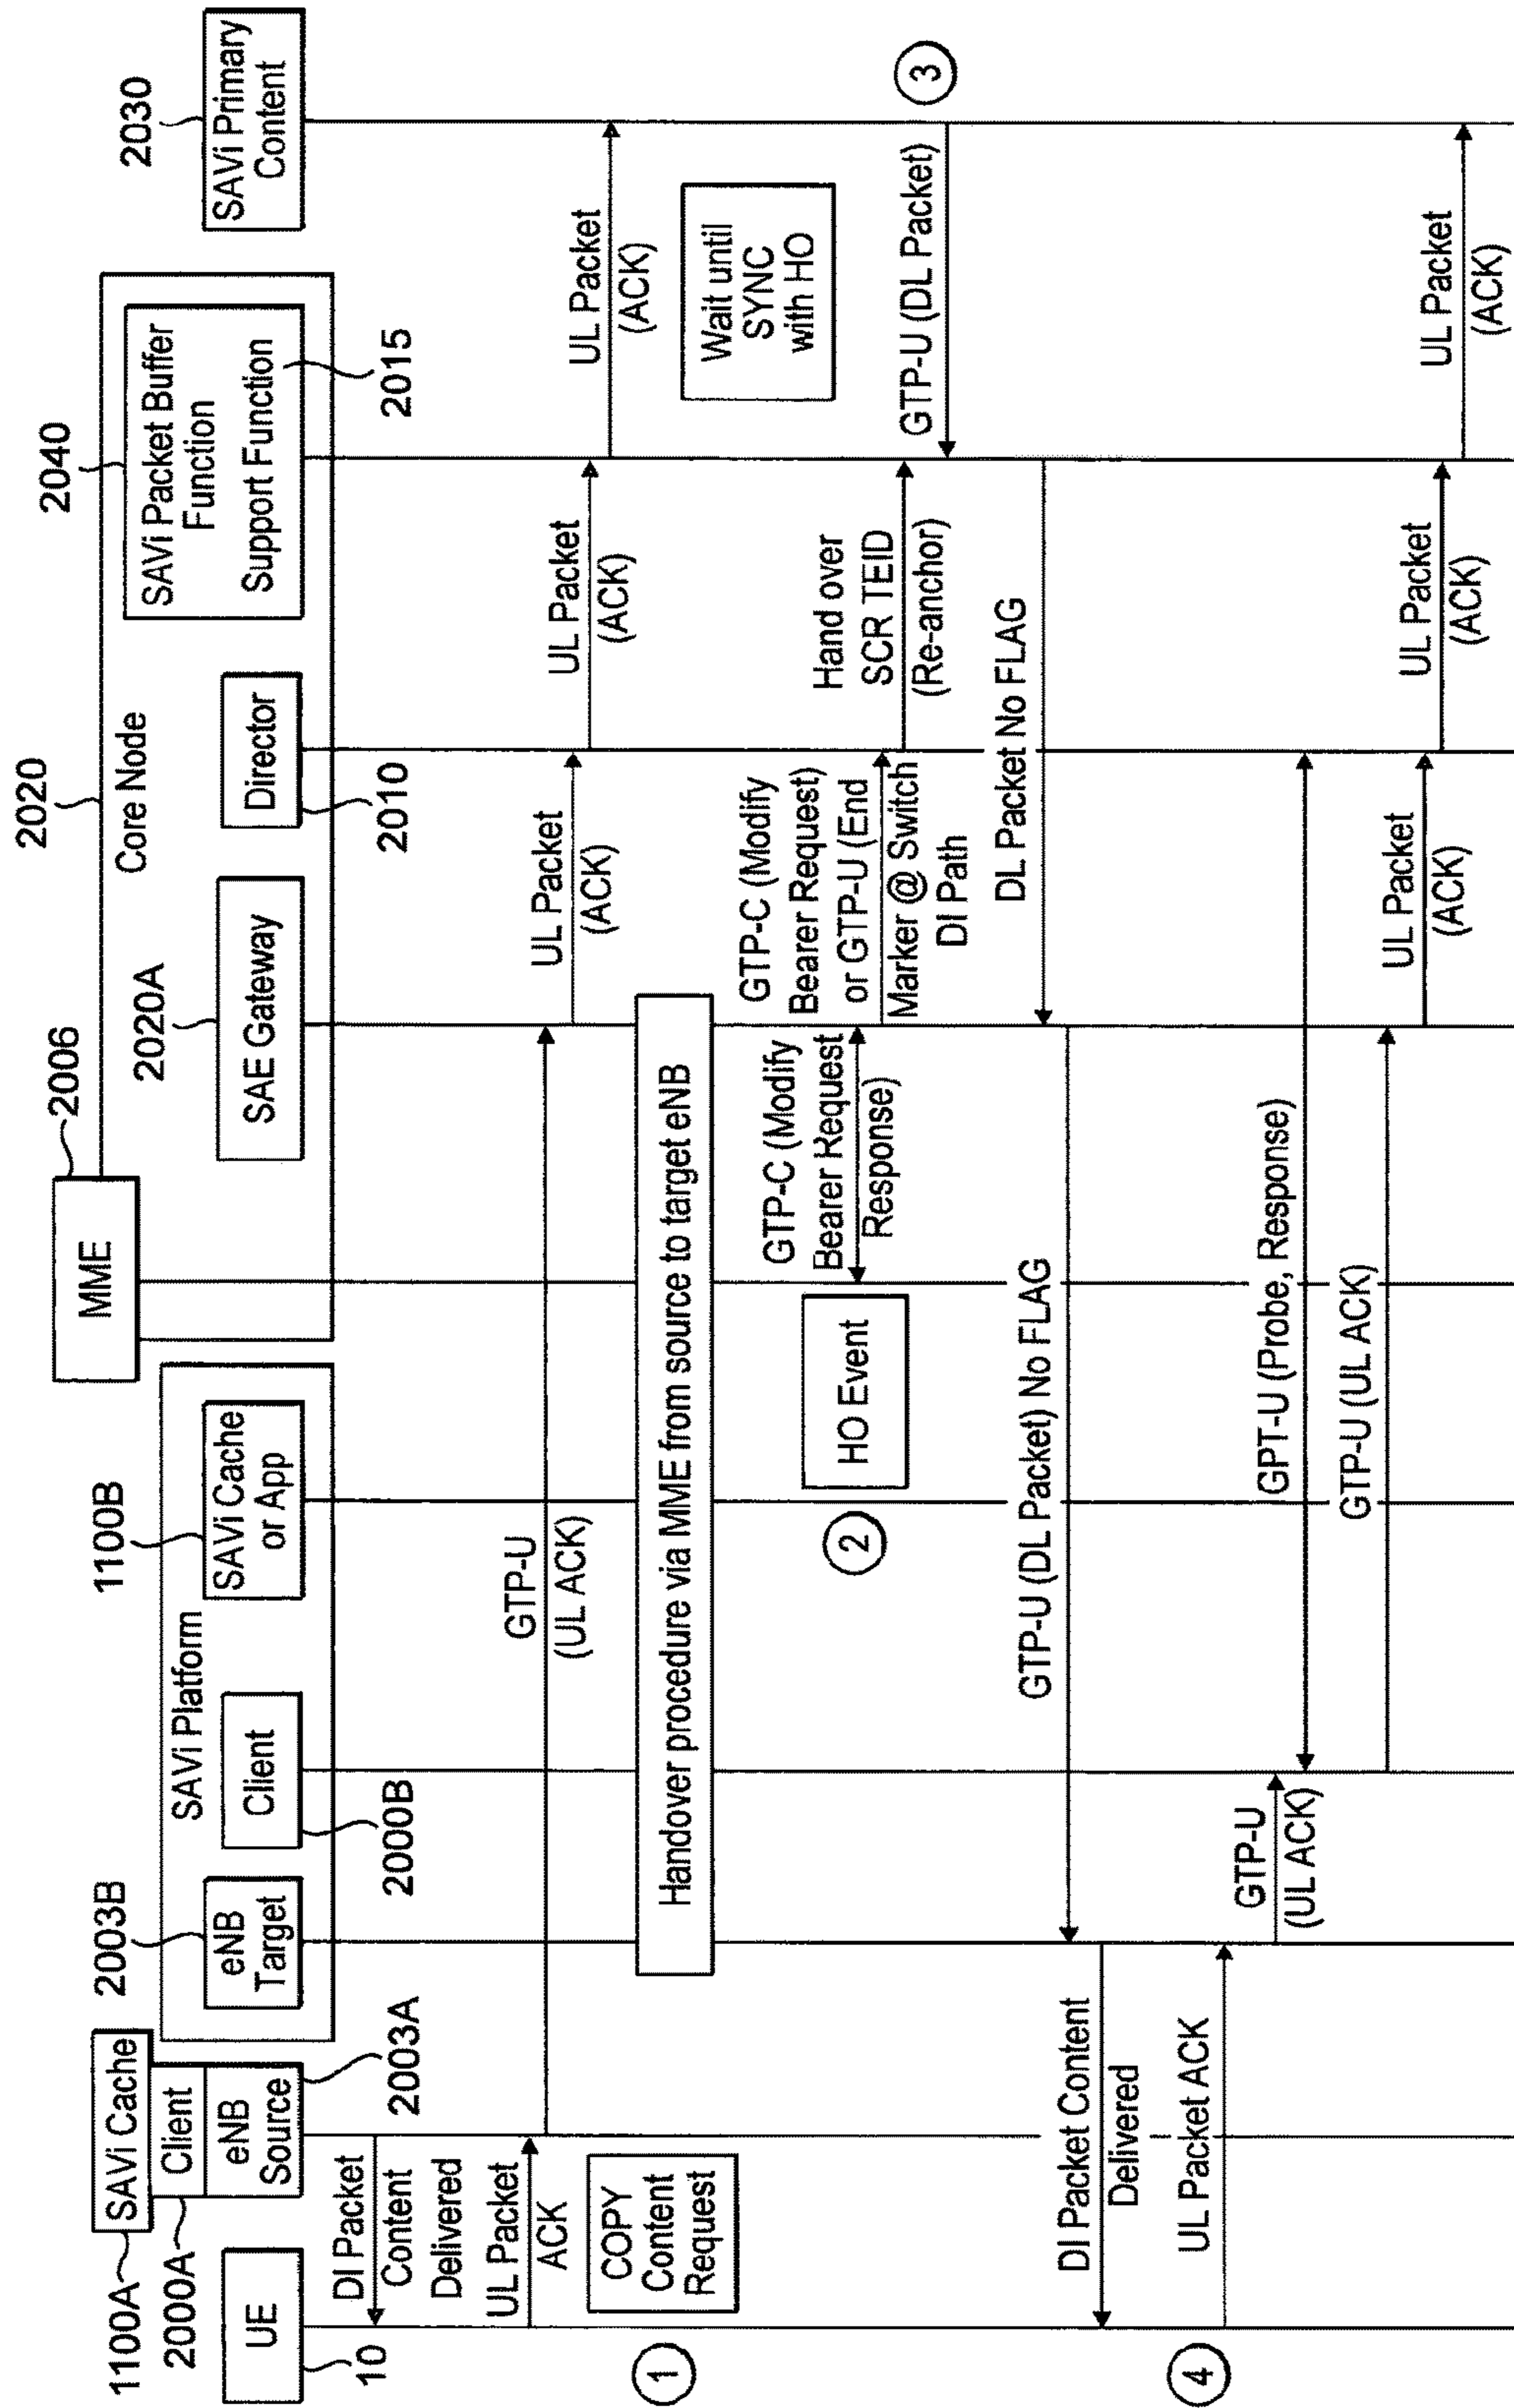 1100A
SAVi Cache
2000A
Client
UE
eNB
Source
10
2003A
2003B
SAVi Platform
eNB
Target
Client
2000B
1100B
SAVi Cache
or App
2006
MME
2020
Core Node
2020A
SAE Gateway
Director
2010
2040
SAVi Packet Buffer
Function
Support Function
2015
2030
SAVi Primary
Content
DI Packet
Content
Delivered
UL Packet
ACK
GTP-U
(UL ACK)
UL Packet
(ACK)
UL Packet
(ACK)
UL Packet
(ACK)
1
COPY
Content
Request
Handover procedure via MME from source to target eNB
Wait until
SYNC
with HO
2
HO Event
GTP-C (Modify
Bearer Request
Response)
GTP-C (Modify
Bearer Request)
or GTP-U (End
Marker @ Switch
DI Path
Hand over
SCR TEID
(Re-anchor)
GTP-U (DL Packet)
3
DL Packet No FLAG
GTP-U (DL Packet) No FLAG
DI Packet Content
Delivered
4
UL Packet ACK
GTP-U
(UL ACK)
GPT-U (Probe, Response)
GTP-U (UL ACK)
UL Packet
(ACK)
UL Packet
(ACK)
UL Packet
(ACK)